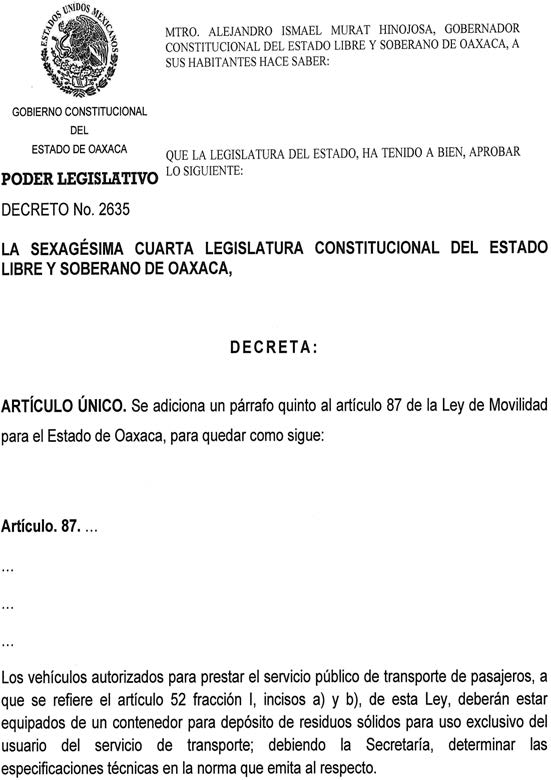 ESTADOS UNIDOS MEXICANOS
MTRO. ALEJANDRO ISMAEL MURAT HINOJOSA, GOBERNADOR
CONSTITUCIONAL DEL ESTADO LIBRE Y SOBERANO DE OAXACA, A
SUS HABITANTES HACE SABER:
GOBIERNO CONSTITUCIONAL
DEL
ESTADO DE OAXACA
PODER LEGISLATIVO
QUE LA LEGISLATURA DEL ESTADO, HA TENIDO A BIEN, APROBAR
LO SIGUIENTE:
DECRETO No. 2635
LA SEXAGÉSIMA CUARTA LEGISLATURA CONSTITUCIONAL DEL ESTADO
LIBRE Y SOBERANO DE OAXACA,
DECRETA:
ARTÍCULO ÚNICO. Se adiciona un párrafo quinto al artículo 87 de la Ley de Movilidad
para el Estado de Oaxaca, para quedar como sigue:
Artículo. 87. ...
...
...
...
Los vehículos autorizados para prestar el servicio público de transporte de pasajeros, a
que se refiere el artículo 52 fracción I, incisos a) y b), de esta Ley, deberán estar
equipados de un contenedor para depósito de residuos sólidos para uso exclusivo del
usuario del servicio de transporte; debiendo la Secretaría, determinar las
especificaciones técnicas en la norma que emita al respecto.